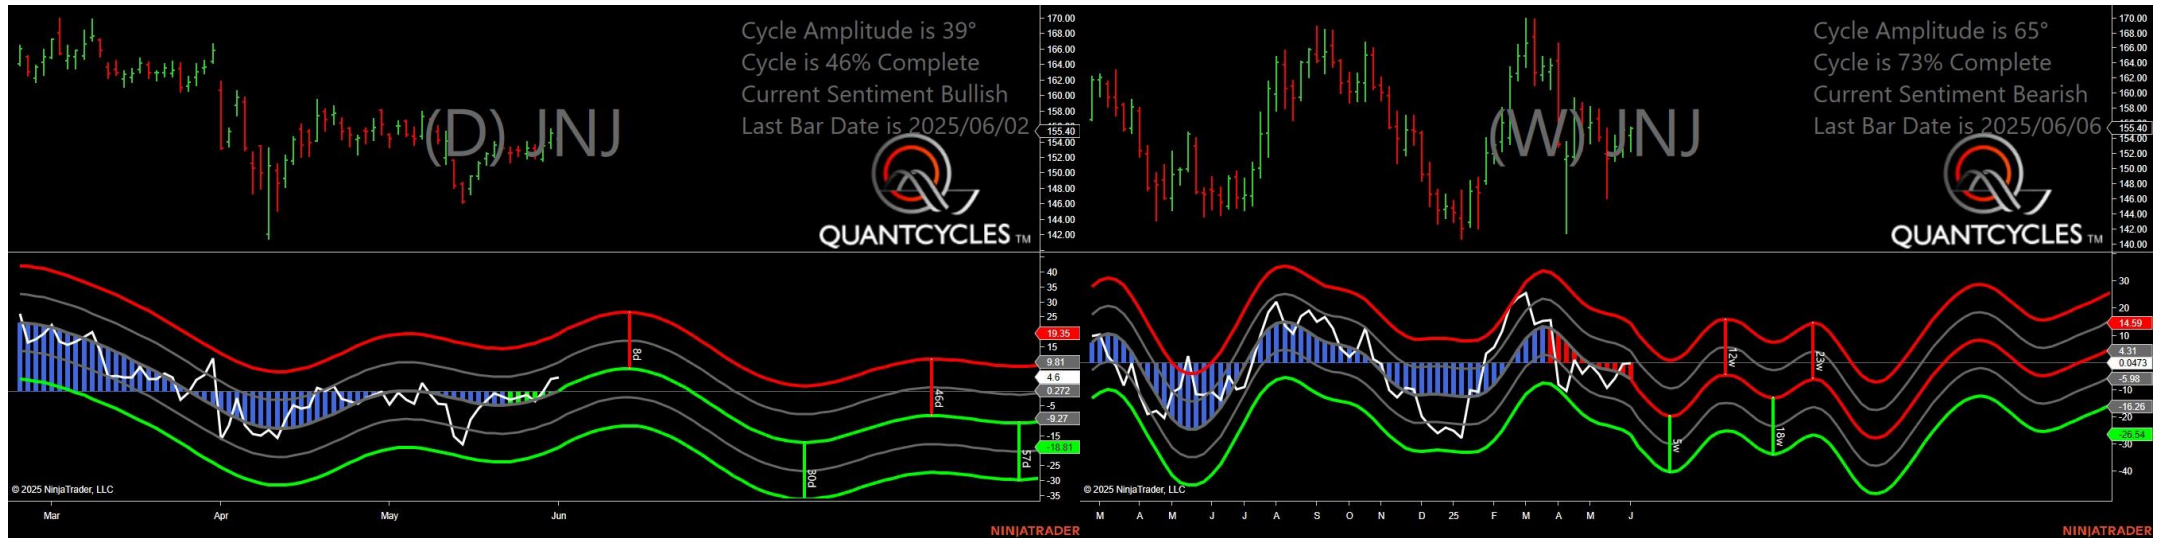 Cycle Amplitude is 39°
Cycle is 46% Complete
Current Sentiment Bullish
Last Bar Date is 2025/06/02
(D) JNJ
QUANTCYCLES TM
170.00
168.00
166.00
164.00
162.00
160.00
158.00
155.40
154.00
152.00
150.00
148.00
146.00
144.00
142.00
40
35
30
25
19.35
15
9.81
4.6
0.272
-5
-9.27
-15
-18.81
-25
-30
-35
8d
46d
57d
© 2025 NinjaTrader, LLC
Mar
Apr
May
Jun
NINJATRADER
Cycle Amplitude is 65°
Cycle is 73% Complete
Current Sentiment Bearish
Last Bar Date is 2025/06/06
(W) JNJ
QUANTCYCLES TM
170.00
168.00
166.00
164.00
162.00
160.00
158.00
155.40
154.00
152.00
150.00
148.00
146.00
144.00
142.00
140.00
30
20
14.59
10
4.31
0.0473
-5.98
-10
-16.26
-20
-26.54
-30
-40
12w
23w
5w
18w
© 2025 NinjaTrader, LLC
M A M J J A S O N D 25 F M A M J
NINJATRADER